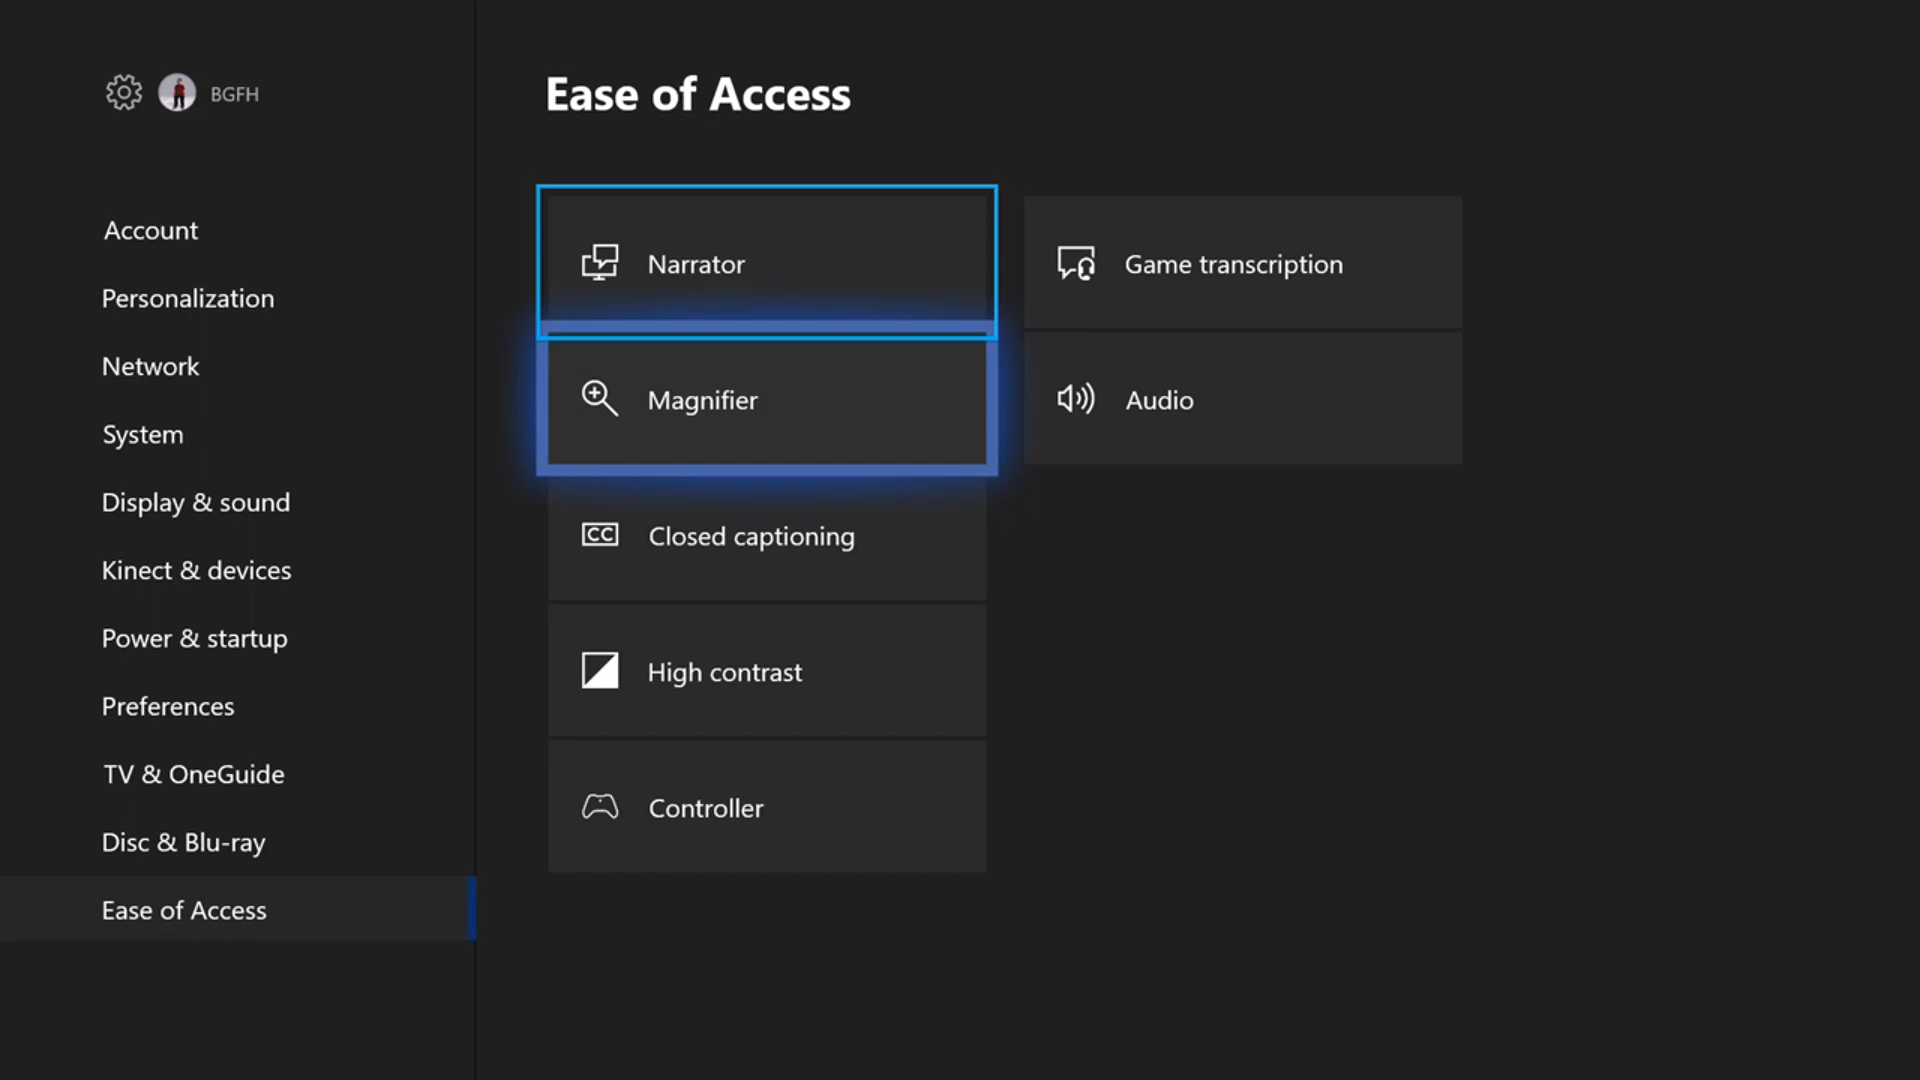 BGFH
Account
Personalization
Network
System
Display & sound
Kinect & devices
Power & startup
Preferences
TV & OneGuide
Disc & Blu-ray
Ease of Access
Ease of Access
Narrator
Magnifier
CC Closed captioning
High contrast
Controller
Game transcription
Audio